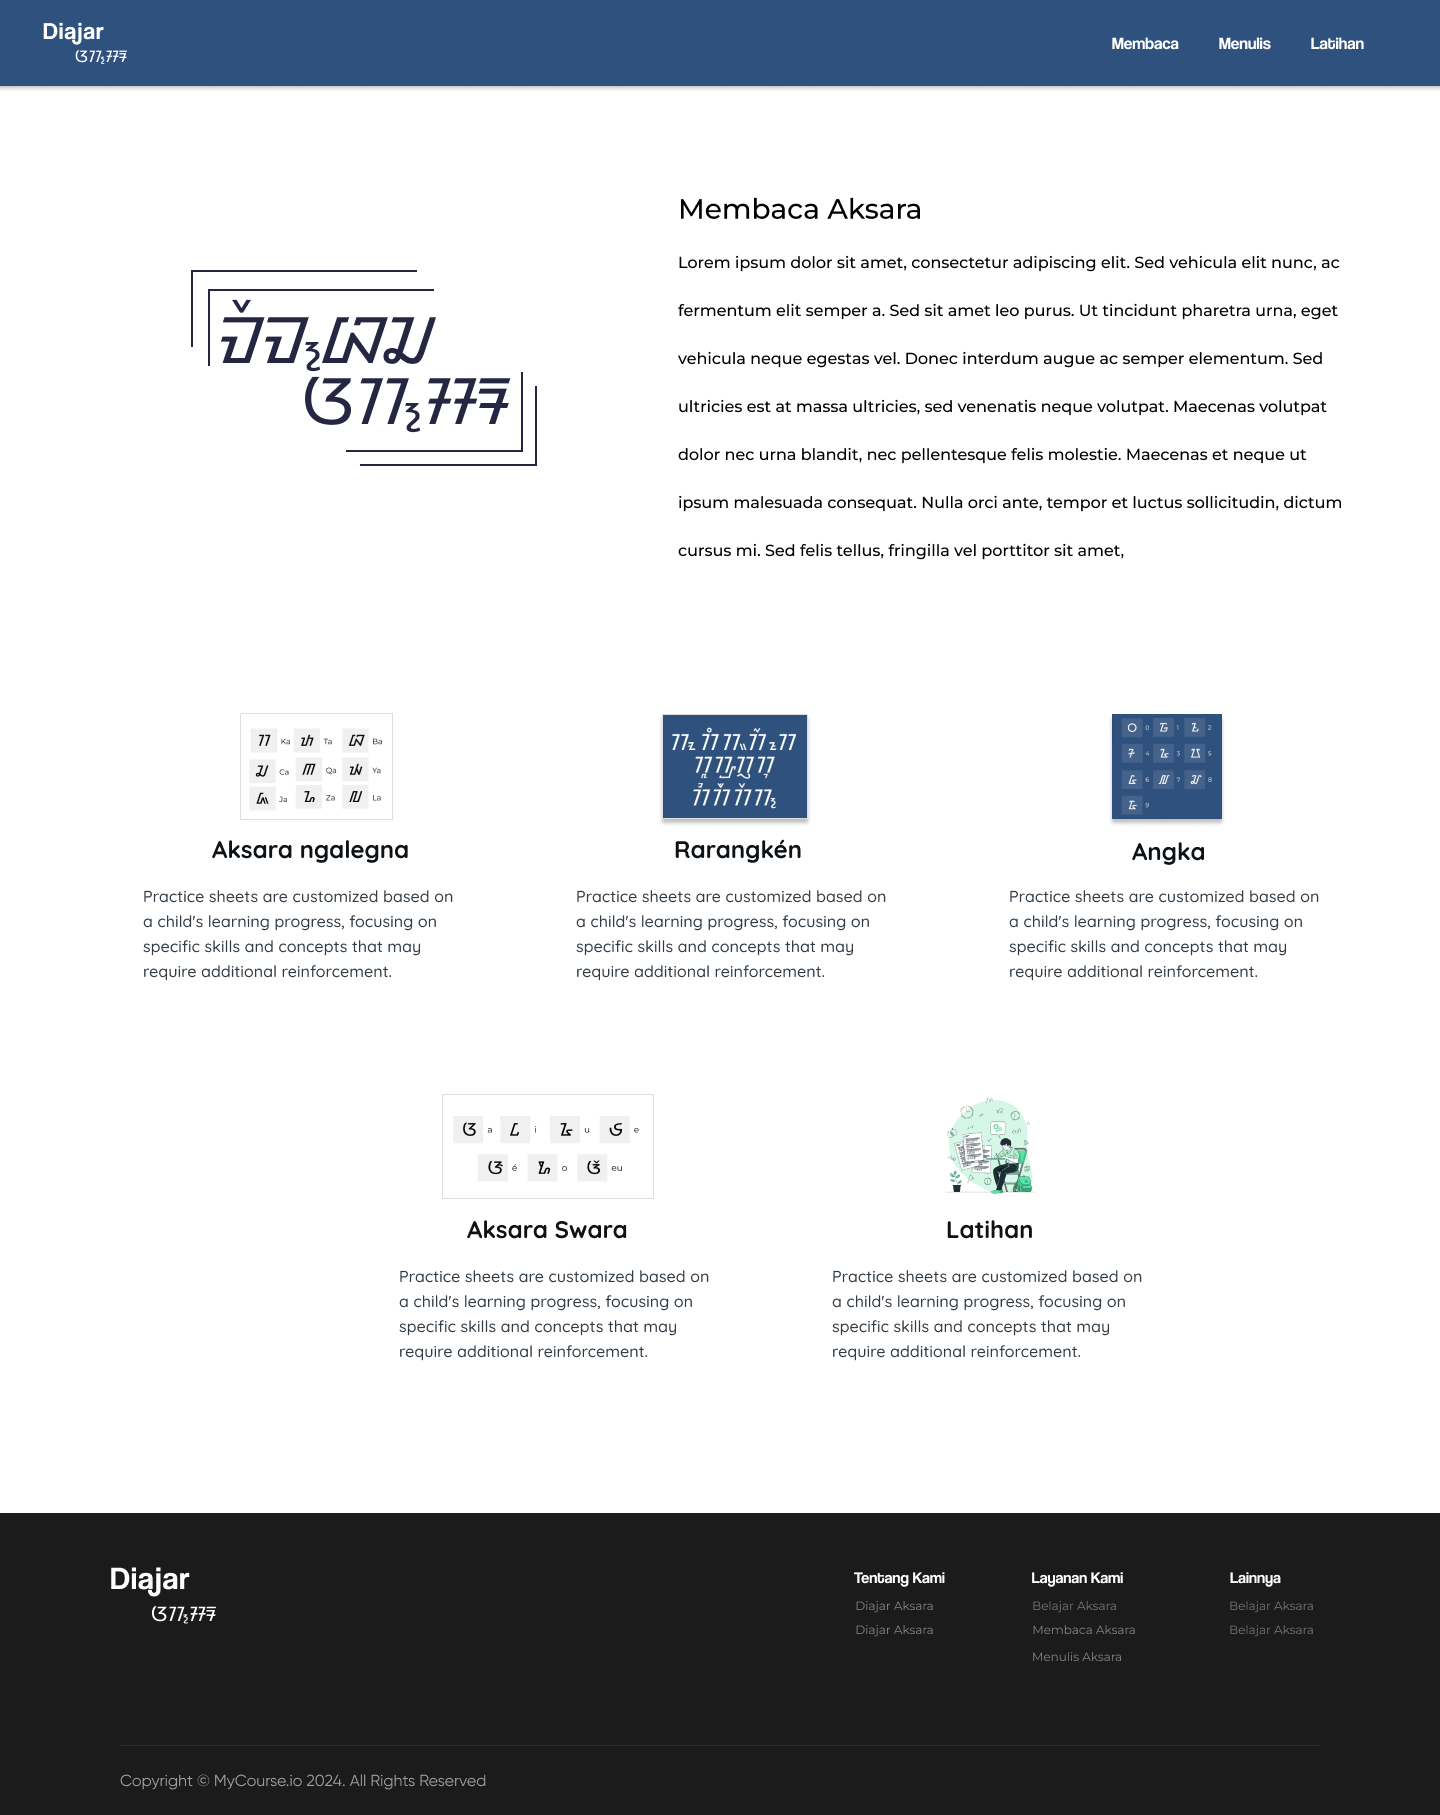 Diajar
ᮃᮊ᮪ᮞᮛ
Membaca
Menulis
Latihan
Membaca Aksara
Lorem ipsum dolor sit amet, consectetur adipiscing elit. Sed vehicula elit nunc, ac
fermentum elit semper a. Sed sit amet leo purus. Ut tincidunt pharetra urna, eget
vehicula neque egestas vel. Donec interdum augue ac semper elementum. Sed
ultricies est at massa ultricies, sed venenatis neque volutpat. Maecenas volutpat
dolor nec urna blandit, nec pellentesque felis molestie. Maecenas et neque ut
ipsum malesuada consequat. Nulla orci ante, tempor et luctus sollicitudin, dictum
cursus mi. Sed felis tellus, fringilla vel porttitor sit amet,
Ka Ta Ba
Ca Qa Ya
Ja Za La
0 1 2
4 3 5
6 7 8
9
Aksara ngalegna
Rarangkén
Angka
Practice sheets are customized based on
a child's learning progress, focusing on
specific skills and concepts that may
require additional reinforcement.
Practice sheets are customized based on
a child's learning progress, focusing on
specific skills and concepts that may
require additional reinforcement.
Practice sheets are customized based on
a child's learning progress, focusing on
specific skills and concepts that may
require additional reinforcement.
a i u e
é o eu
Aksara Swara
Latihan
Practice sheets are customized based on
a child's learning progress, focusing on
specific skills and concepts that may
require additional reinforcement.
Practice sheets are customized based on
a child's learning progress, focusing on
specific skills and concepts that may
require additional reinforcement.
Diajar
ᮃᮊ᮪ᮞᮛ
Tentang Kami
Diajar Aksara
Diajar Aksara
Layanan Kami
Belajar Aksara
Membaca Aksara
Menulis Aksara
Lainnya
Belajar Aksara
Belajar Aksara
Copyright © MyCourse.io 2024. All Rights Reserved